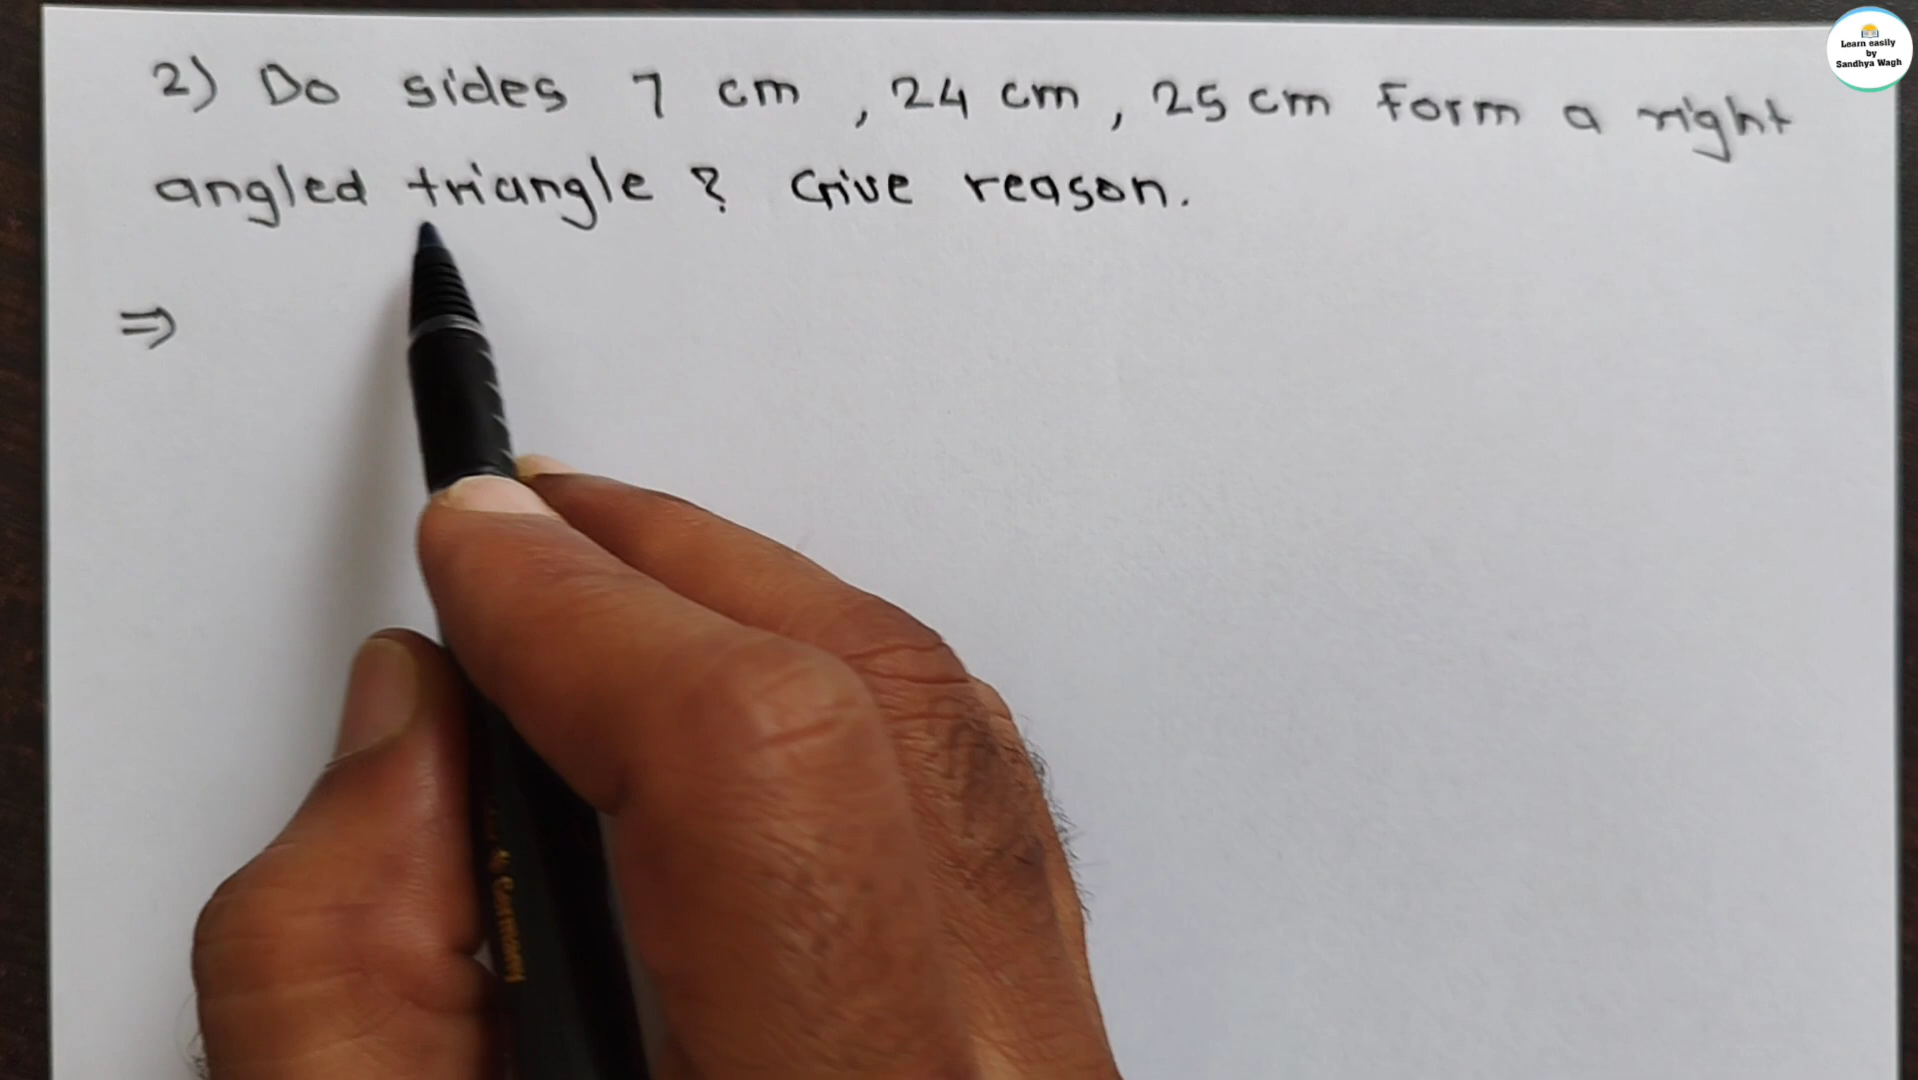 2) Do sides 7 cm , 24 cm , 25 cm Form a right
angled triangle ? Give reason.
⇒
Learn easily
by
Sandhya Wagh
Germany